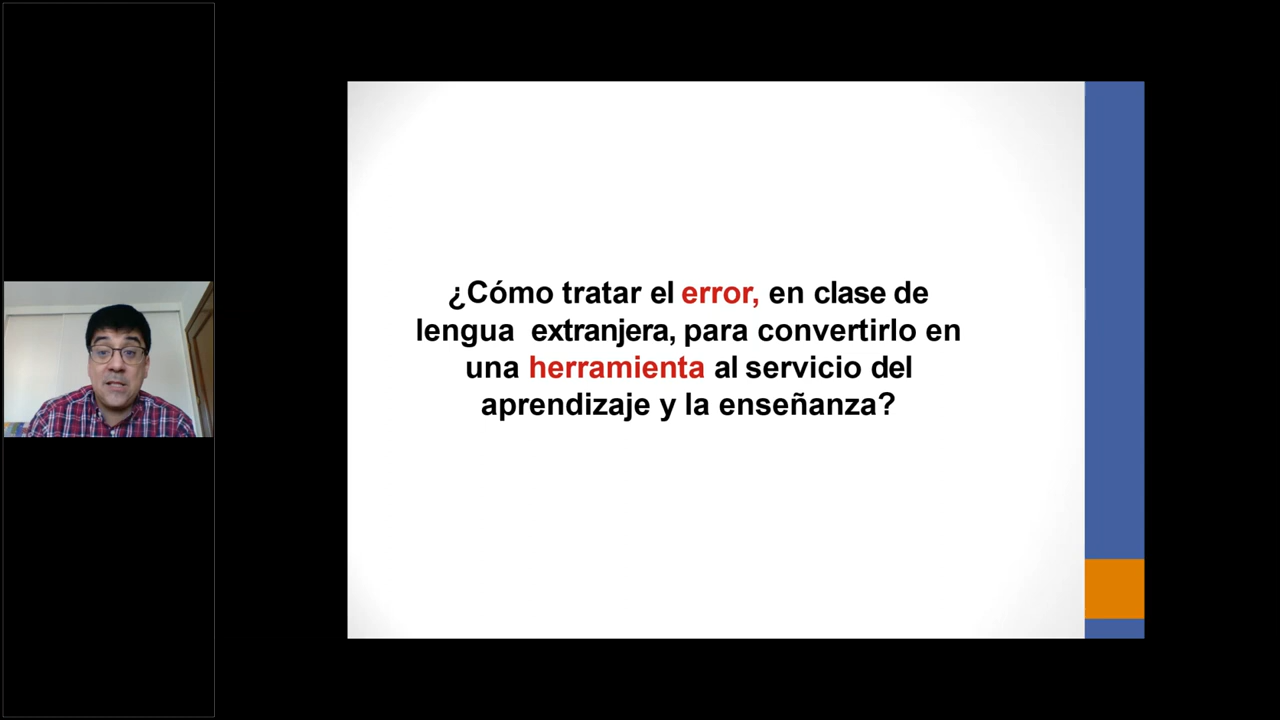 ¿Cómo tratar el error, en clase de
lengua extranjera, para convertirlo en
una herramienta al servicio del
aprendizaje y la enseñanza?